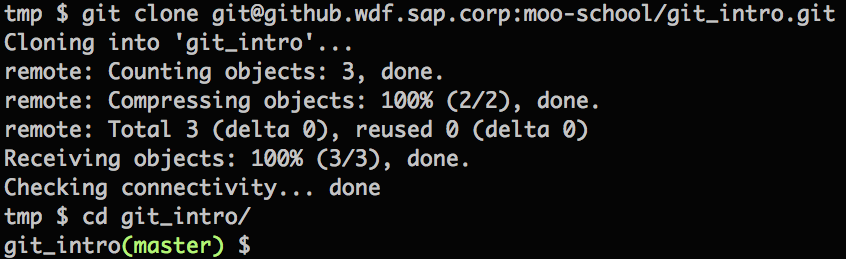 tmp $ git clone git@github.wdf.sap.corp:moo-school/git_intro.git
Cloning into 'git_intro'...
remote: Counting objects: 3, done.
remote: Compressing objects: 100% (2/2), done.
remote: Total 3 (delta 0), reused 0 (delta 0)
Receiving objects: 100% (3/3), done.
Checking connectivity... done
tmp $ cd git_intro/
git_intro(master) $